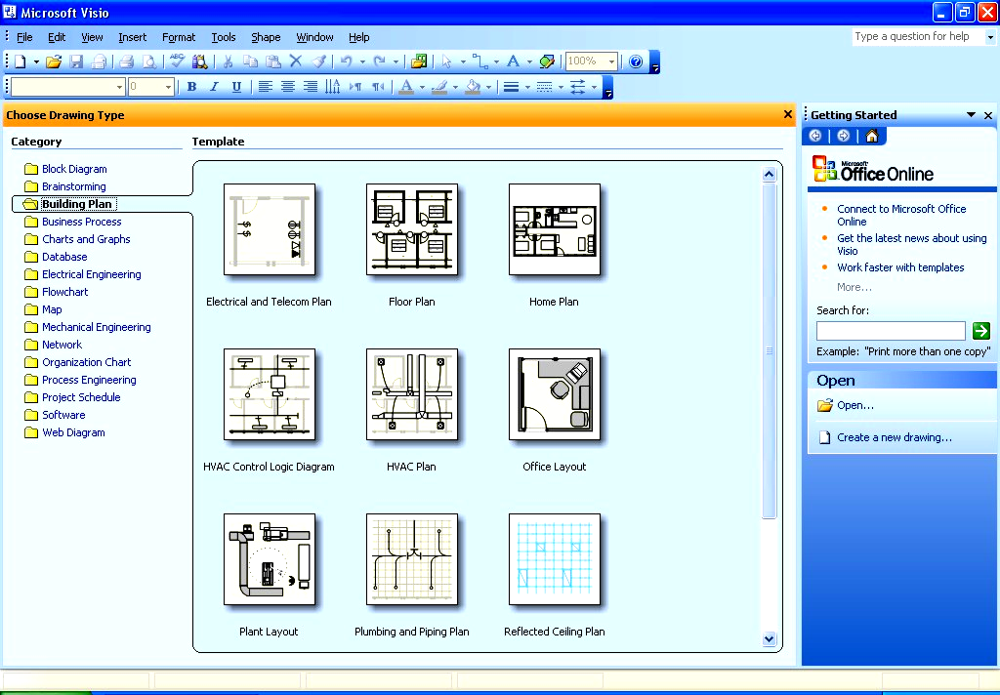 Microsoft Visio
File Edit View Insert Format Tools Shape Window Help
Type a question for help
100%
0
B I U
Choose Drawing Type
Category
Block Diagram
Brainstorming
Building Plan
Business Process
Charts and Graphs
Database
Electrical Engineering
Flowchart
Map
Mechanical Engineering
Network
Organization Chart
Process Engineering
Project Schedule
Software
Web Diagram
Template
Electrical and Telecom Plan
Floor Plan
Home Plan
HVAC Control Logic Diagram
HVAC Plan
Office Layout
Plant Layout
Plumbing and Piping Plan
Reflected Ceiling Plan
Getting Started
Microsoft
Office Online
Connect to Microsoft Office
Online
Get the latest news about using
Visio
Work faster with templates
More...
Search for:
Example: "Print more than one copy"
Open
Open...
Create a new drawing...